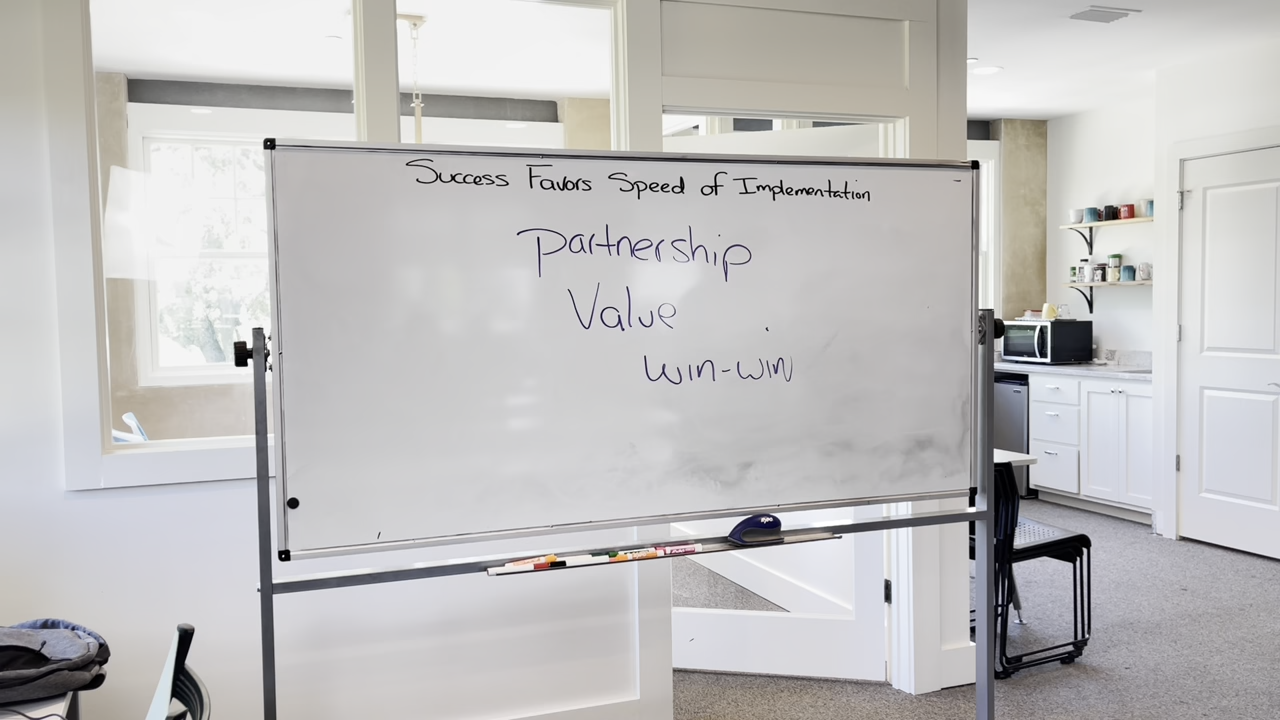 Success Favors Speed of Implementation
Partnership
Value
win-win